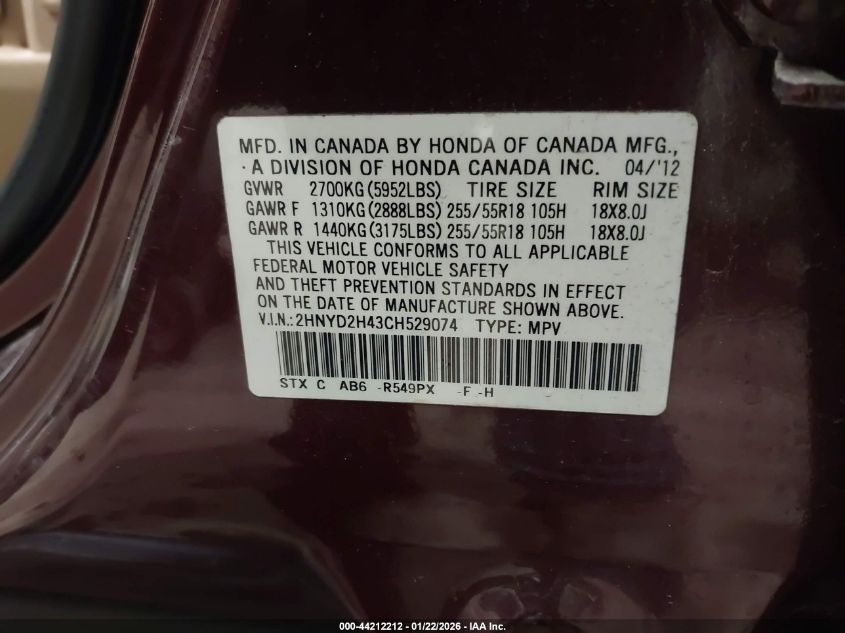 MFD. IN CANADA BY HONDA OF CANADA MFG.,
A DIVISION OF HONDA CANADA INC. 04/'12
GVWR 2700KG(5952LBS) TIRE SIZE RIM SIZE
GAWR F 1310KG(2888LBS) 255/55R18 105H 18X8.0J
GAWR R 1440KG(3175LBS) 255/55R18 105H 18X8.0J
THIS VEHICLE CONFORMS TO ALL APPLICABLE
FEDERAL MOTOR VEHICLE SAFETY
AND THEFT PREVENTION STANDARDS IN EFFECT
ON THE DATE OF MANUFACTURE SHOWN ABOVE.
V.I.N.:2HNYD2H43CH529074 TYPE: MPV
STX C AB6 -R549PX -F -H
000-44212212 - 01/22/2026 - IAA Inc.